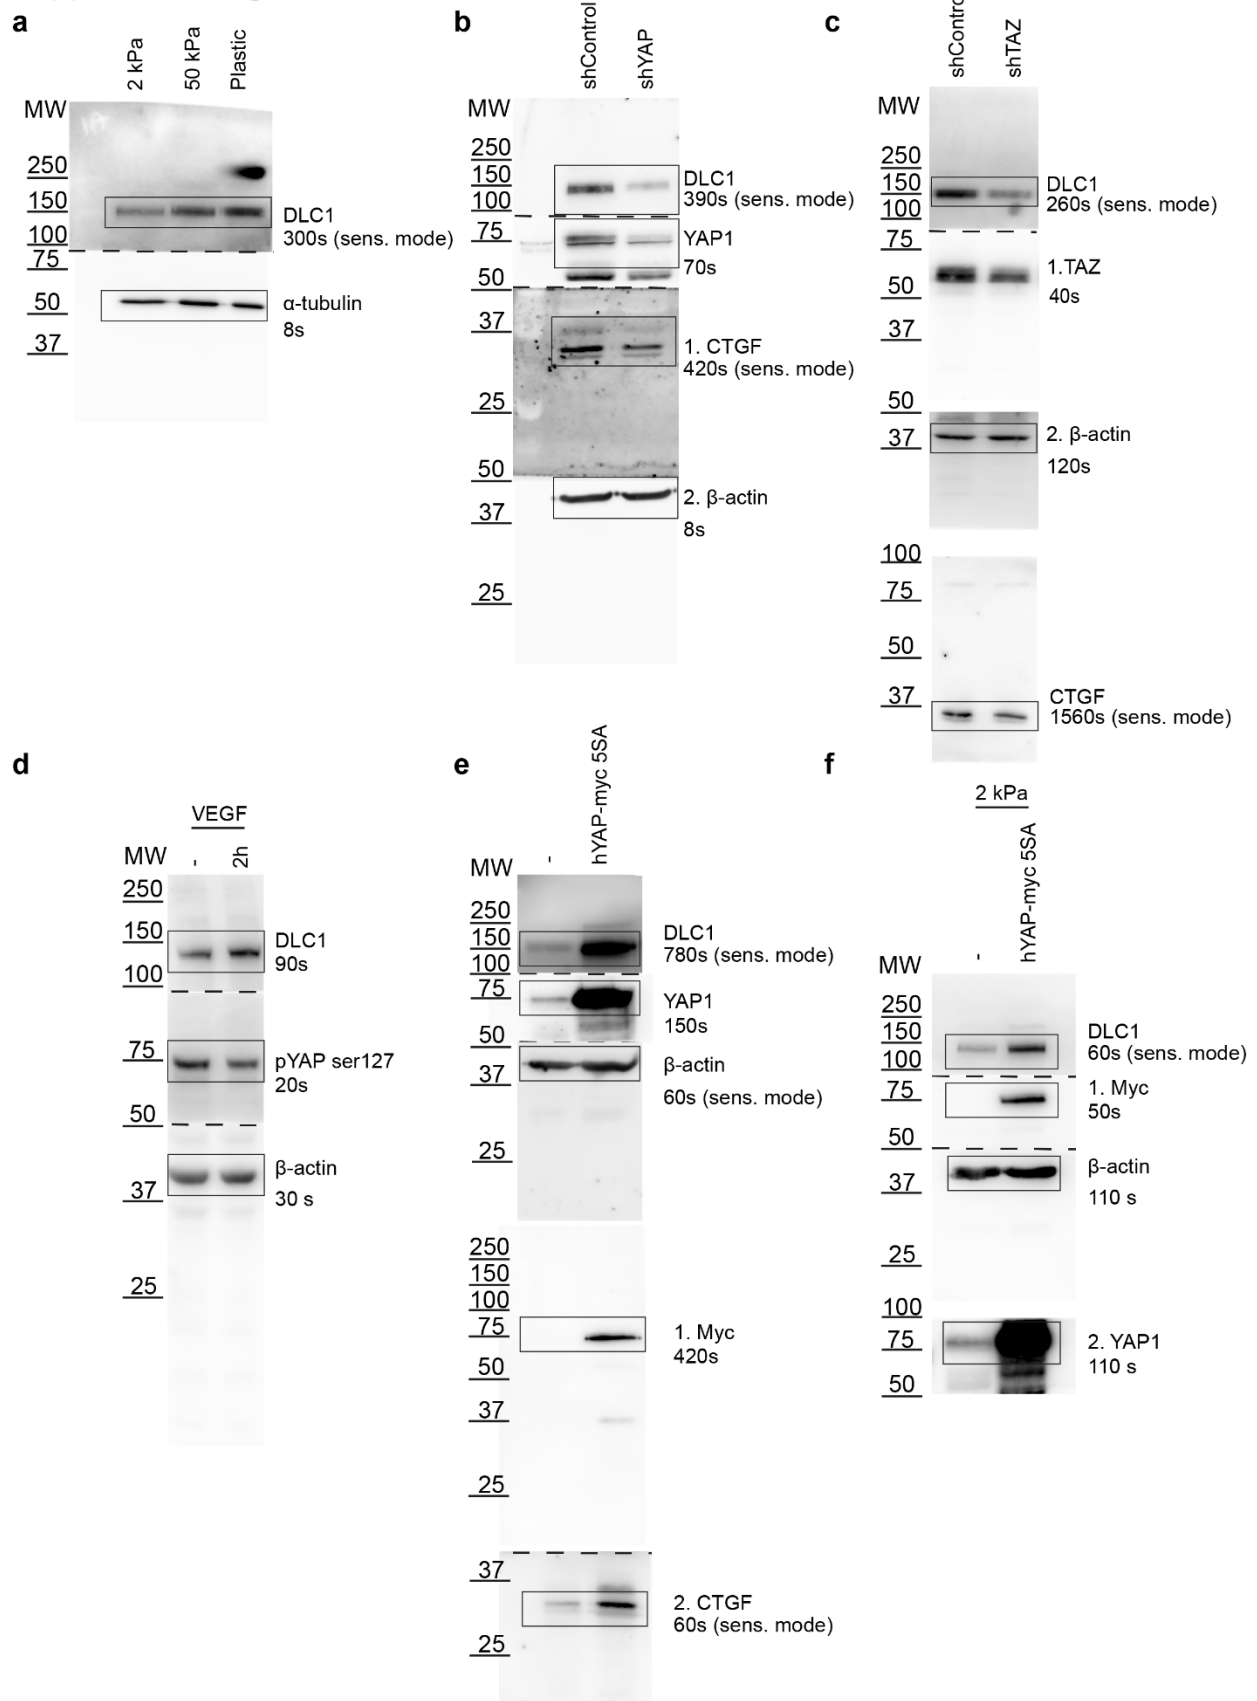 a
2 kPa
50 kPa
Plastic
MW
250
150
100
75
50
37
DLC1
300s (sens. mode)
α-tubulin
8s
b
shControl
shYAP
MW
250
150
100
75
50
37
25
50
37
25
DLC1
390s (sens. mode)
YAP1
70s
1. CTGF
420s (sens. mode)
2. β-actin
8s
c
shControl
shTAZ
MW
250
150
100
75
50
37
50
37
100
75
50
37
DLC1
260s (sens. mode)
1.TAZ
40s
2. β-actin
120s
CTGF
1560s (sens. mode)
d
VEGF
MW
-
2h
250
150
100
75
50
37
25
DLC1
90s
pYAP ser127
20s
β-actin
30 s
e
-
hYAP-myc 5SA
MW
250
150
100
75
50
37
25
250
150
100
75
50
37
25
37
25
DLC1
780s (sens. mode)
YAP1
150s
β-actin
60s (sens. mode)
1. Myc
420s
2. CTGF
60s (sens. mode)
f
2 kPa
-
hYAP-myc 5SA
MW
250
150
100
75
50
37
25
100
75
50
DLC1
60s (sens. mode)
1. Myc
50s
β-actin
110 s
2. YAP1
110 s